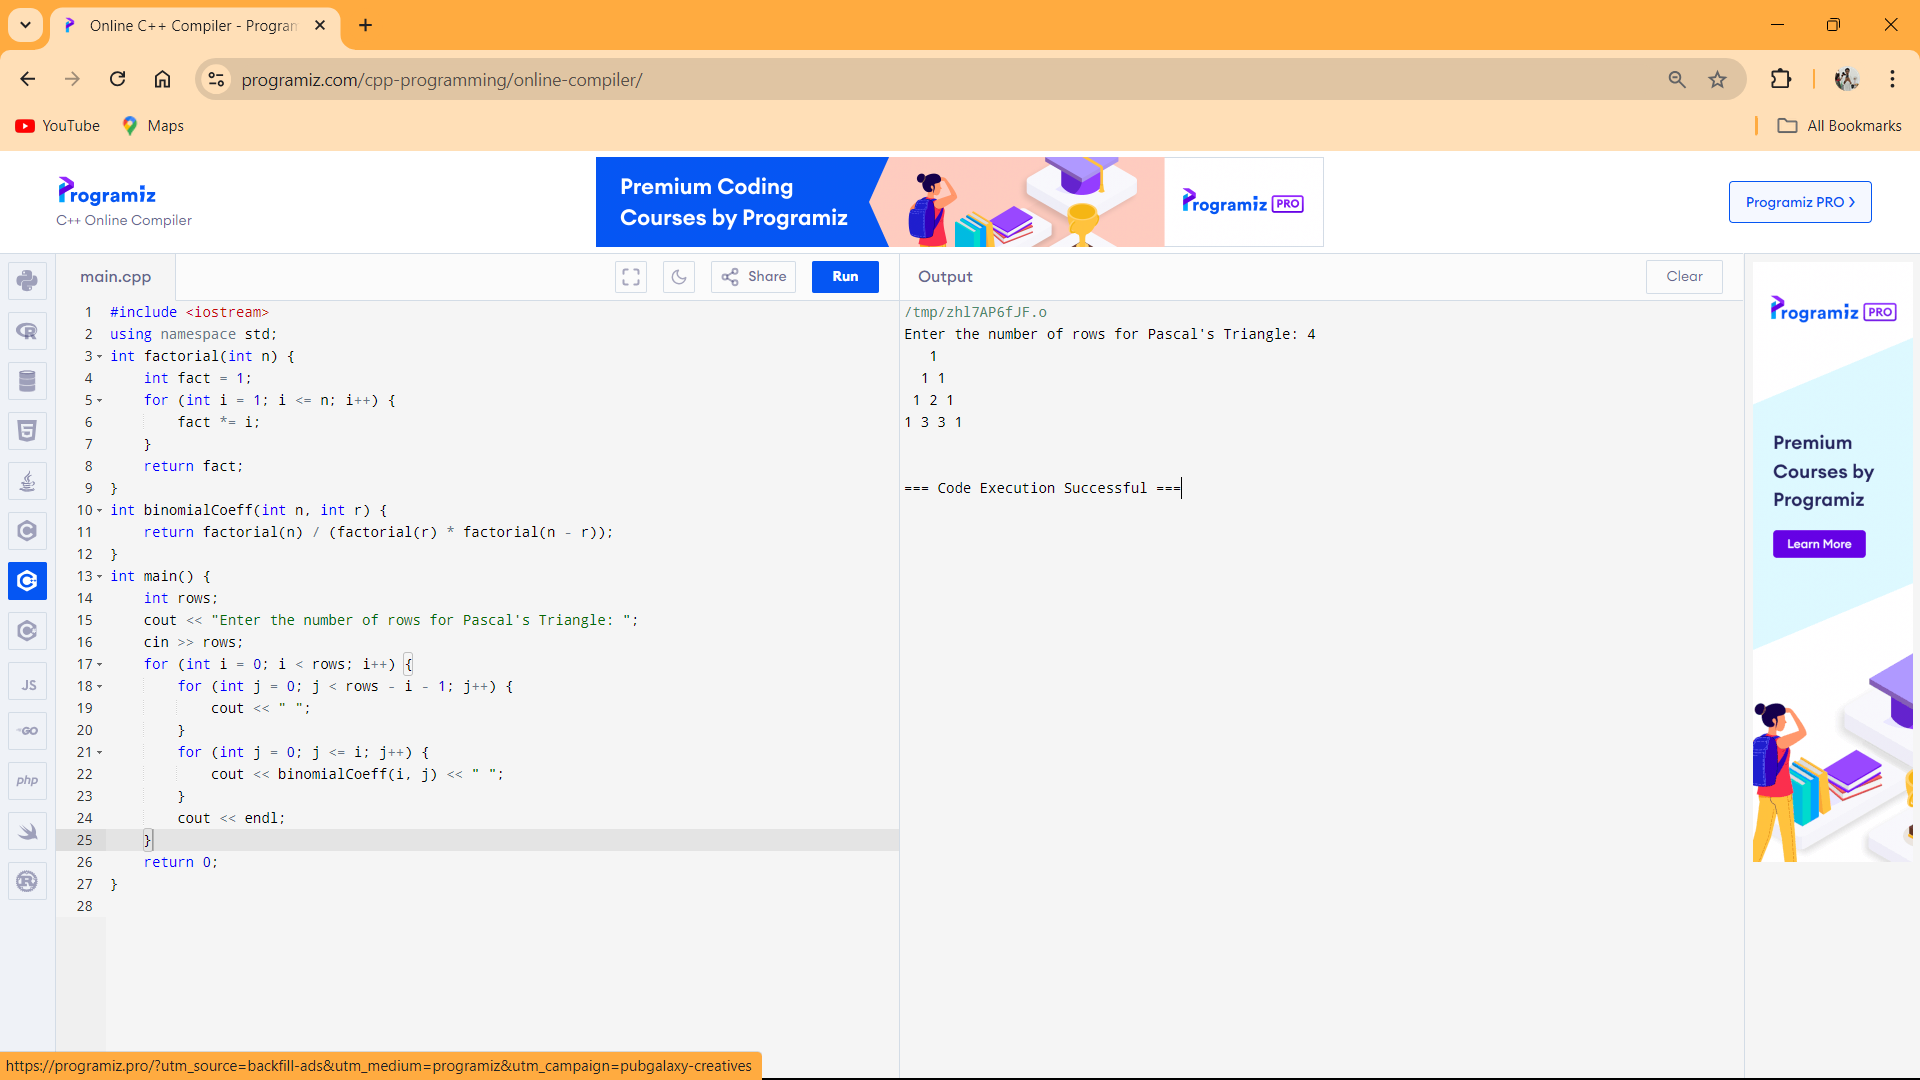 Online C++ Compiler - Program
programiz.com/cpp-programming/online-compiler/
YouTube
Maps
All Bookmarks
Programiz
C++ Online Compiler
Premium Coding
Courses by Programiz
Programiz PRO
Programiz PRO
main.cpp
Share
Run
Output
Clear
1 #include <iostream>
2 using namespace std;
3 int factorial(int n) {
4     int fact = 1;
5     for (int i = 1; i <= n; i++) {
6         fact *= i;
7     }
8     return fact;
9 }
10 int binomialCoeff(int n, int r) {
11     return factorial(n) / (factorial(r) * factorial(n - r));
12 }
13 int main() {
14     int rows;
15     cout << "Enter the number of rows for Pascal's Triangle: ";
16     cin >> rows;
17     for (int i = 0; i < rows; i++) {
18         for (int j = 0; j < rows - i - 1; j++) {
19             cout << " ";
20         }
21         for (int j = 0; j <= i; j++) {
22             cout << binomialCoeff(i, j) << " ";
23         }
24         cout << endl;
25     }
26     return 0;
27 }
28
/tmp/zhl7AP6fJF.o
Enter the number of rows for Pascal's Triangle: 4
   1
  1 1
 1 2 1
1 3 3 1
=== Code Execution Successful ===
Programiz PRO
Premium
Courses by
Programiz
Learn More
JS
GO
php
https://programiz.pro/?utm_source=backfill-ads&utm_medium=programiz&utm_campaign=pubgalaxy-creatives